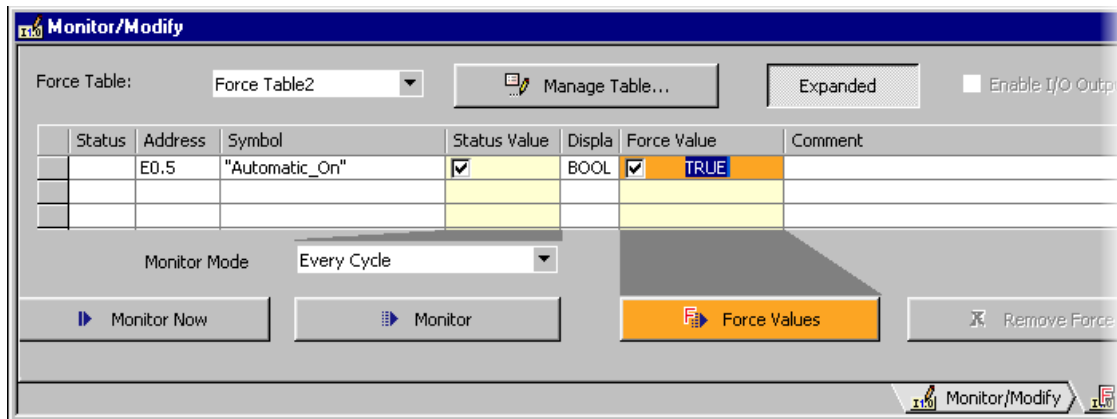 Monitor/Modify
Force Table: Force Table2 Manage Table... Expanded Enable I/O Outp
Status Address Symbol Status Value Displa Force Value Comment
E0.5 "Automatic_On" BOOL TRUE
Monitor Mode Every Cycle
Monitor Now Monitor Force Values Remove Force
Monitor/Modify